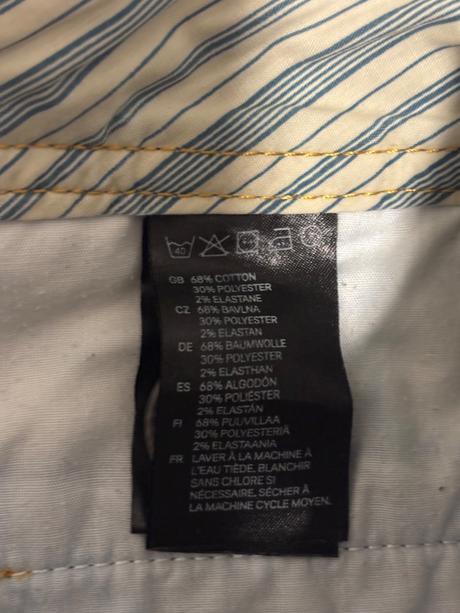 40
GB 68% COTTON
30% POLYESTER
2% ELASTANE
CZ 68% BAVLNA
30% POLYESTER
2% ELASTAN
DE 68% BAUMWOLLE
30% POLYESTER
2% ELASTHAN
ES 68% ALGODÓN
30% POLIÉSTER
2% ELASTÁN
FI 68% PUUVILLAA
30% POLYESTERIÄ
2% ELASTAANIA
FR LAVER À LA MACHINE À
L'EAU TIÈDE, BLANCHIR
SANS CHLORE SI
NÉCESSAIRE, SÉCHER À
LA MACHINE CYCLE MOYEN.